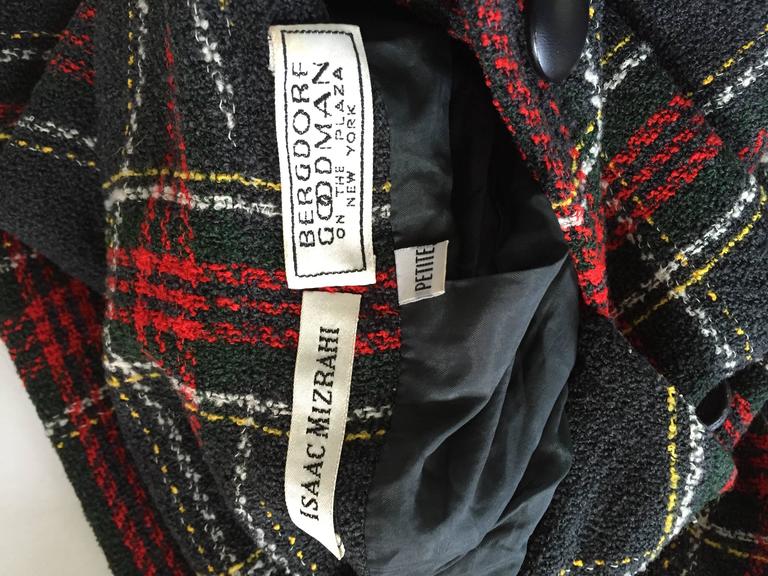 BERGDORF
GOODMAN
ON THE PLAZA
NEW YORK
PETITE
ISAAC MIZRAHI